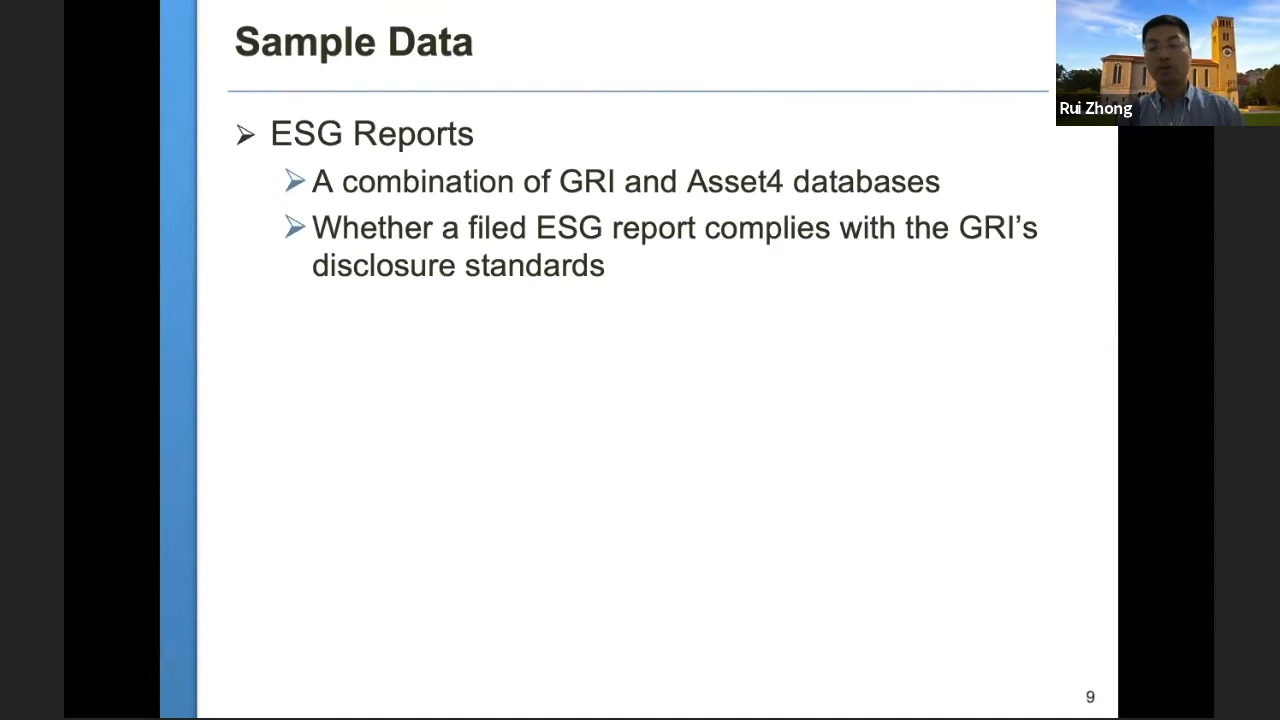 Sample Data
Rui Zhong
➢ ESG Reports
➢ A combination of GRI and Asset4 databases
➢ Whether a filed ESG report complies with the GRI’s
disclosure standards
9